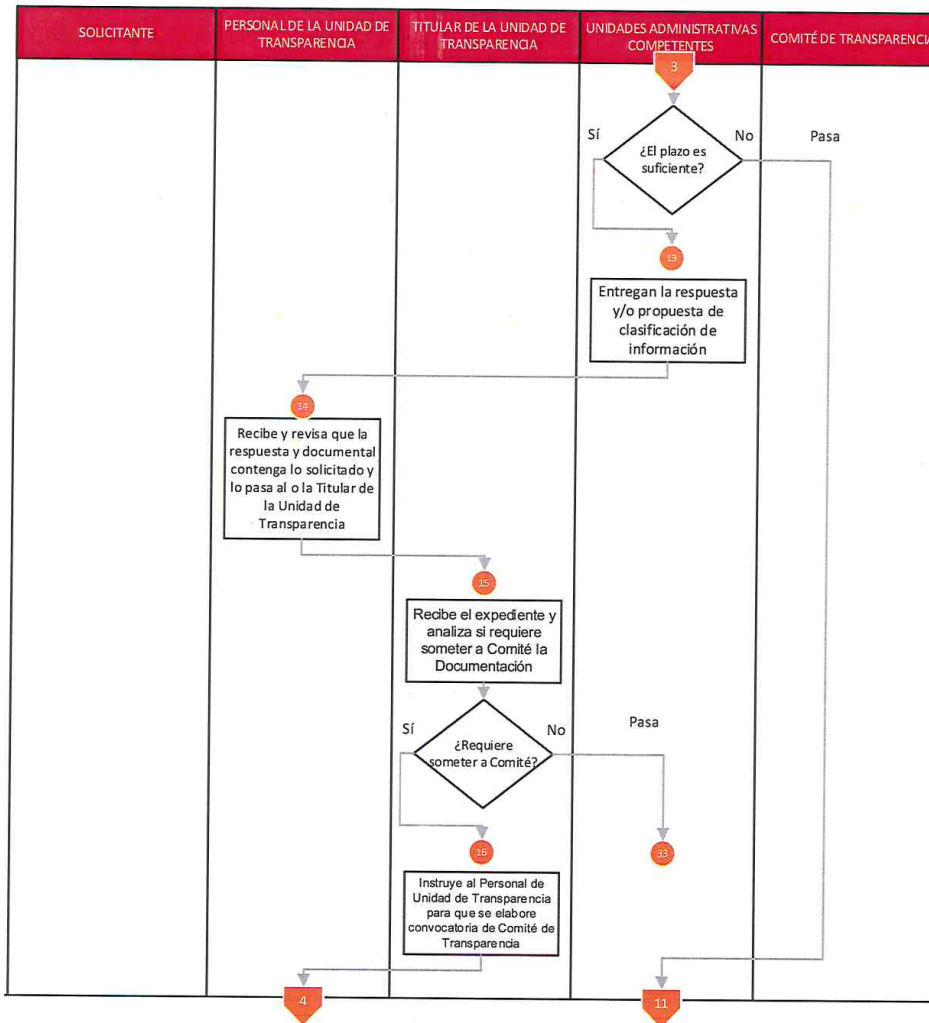 SOLICITANTE
PERSONAL DE LA UNIDAD DE
TRANSPARENCIA
TITULAR DE LA UNIDAD DE
TRANSPARENCIA
UNIDADES ADMINISTRATIVAS
COMPETENTES
COMITÉ DE TRANSPARENCIA
3
Sí
No
Pasa
¿El plazo es
suficiente?
13
Entregan la respuesta
y/o propuesta de
clasificación de
información
14
Recibe y revisa que la
respuesta y documental
contenga lo solicitado y
lo pasa al o la Titular de
la Unidad de
Transparencia
15
Recibe el expediente y
analiza si requiere
someter a Comité la
Documentación
Sí
No
Pasa
¿Requiere
someter a Comité?
16
33
Instruye al Personal de
Unidad de Transparencia
para que se elabore
convocatoria de Comité de
Transparencia
4
11